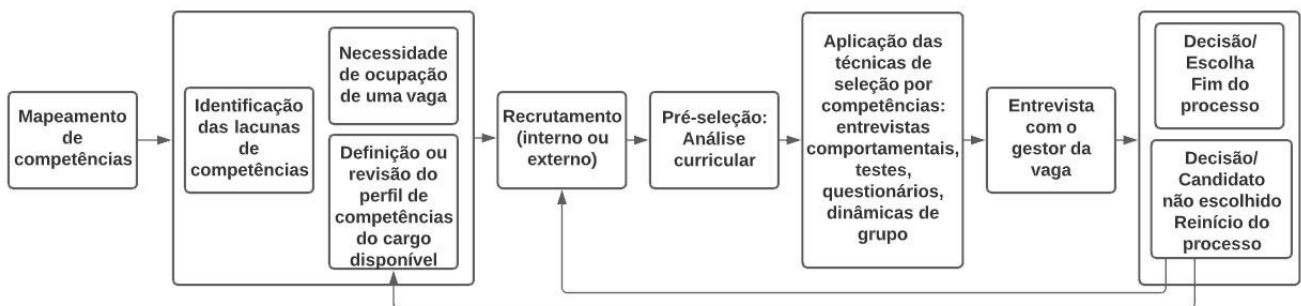 Mapeamento
de
competências
Identificação
das lacunas
de
competências
Necessidade
de ocupação
de uma vaga
Definição ou
revisão do
perfil de
competências
do cargo
disponível
Recrutamento
(interno ou
externo)
Pré-seleção:
Análise
curricular
Aplicação das
técnicas de
seleção por
competências:
entrevistas
comportamentais,
testes,
questionários,
dinâmicas de
grupo
Entrevista
com o
gestor da
vaga
Decisão/
Escolha
Fim do
processo
Decisão/
Candidato
não escolhido
Reinício do
processo